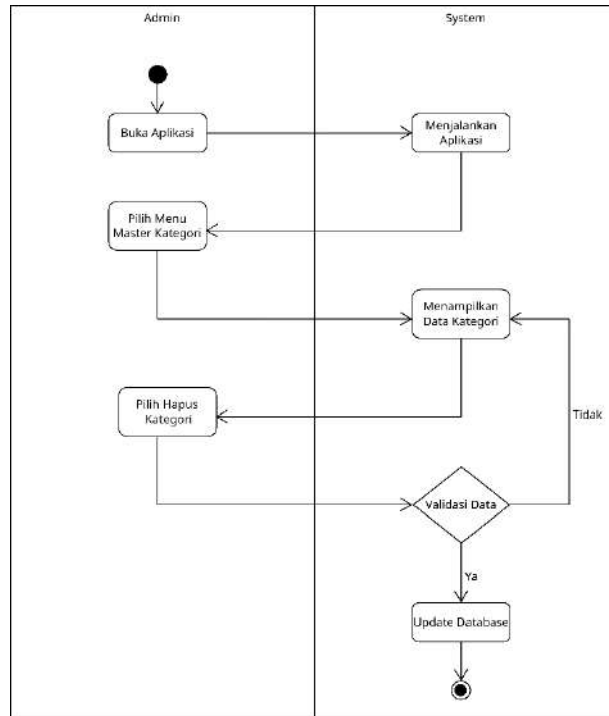 Admin
System
Buka Aplikasi
Menjalankan
Aplikasi
Pilih Menu
Master Kategori
Menampilkan
Data Kategori
Pilih Hapus
Kategori
Tidak
Validasi Data
Ya
Update Database